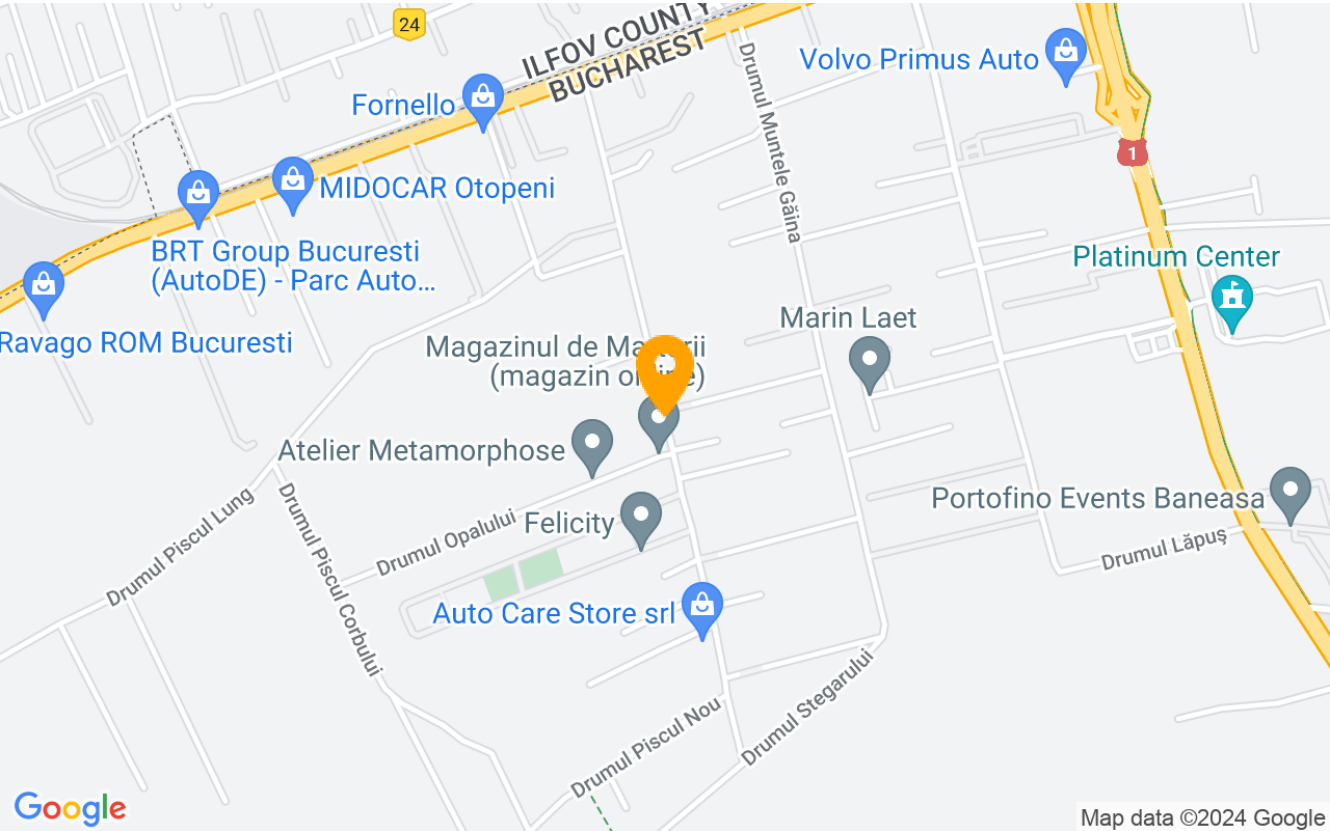 24
ILFOV COUNTY
BUCHAREST
Volvo Primus Auto
Fornello
Drumul Muntele Găina
1
MIDOCAR Otopeni
BRT Group Bucuresti
(AutoDE) - Parc Auto...
Platinum Center
Ravago ROM Bucuresti
Marin Laet
Magazinul de
(magazin
Atelier Metamorphose
Drumul Piscul Lung
Drumul Piscul Corbului
Drumul Opalului
Felicity
Portofino Events Baneasa
Drumul Lăpuș
Auto Care Store srl
Drumul Piscul Nou
Drumul Stegarului
Google
Map data ©2024 Google